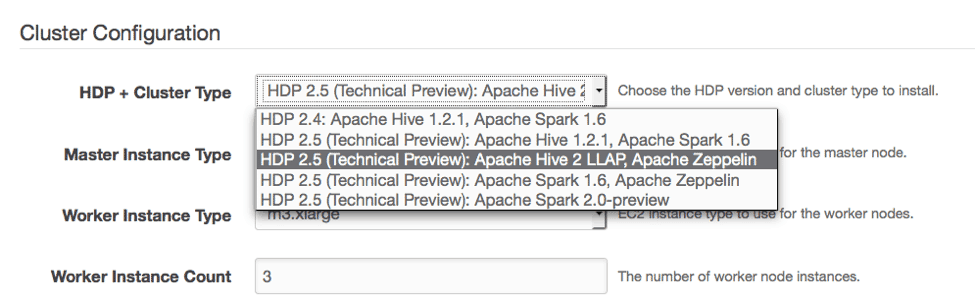 Cluster Configuration
HDP + Cluster Type
HDP 2.5 (Technical Preview): Apache Hive 2
Choose the HDP version and cluster type to install.
HDP 2.4: Apache Hive 1.2.1, Apache Spark 1.6
HDP 2.5 (Technical Preview): Apache Hive 1.2.1, Apache Spark 1.6
Master Instance Type
HDP 2.5 (Technical Preview): Apache Hive 2 LLAP, Apache Zeppelin
for the master node.
HDP 2.5 (Technical Preview): Apache Spark 1.6, Apache Zeppelin
HDP 2.5 (Technical Preview): Apache Spark 2.0-preview
Worker Instance Type
m3.xlarge
EC2 instance type to use for the worker nodes.
Worker Instance Count
3
The number of worker node instances.